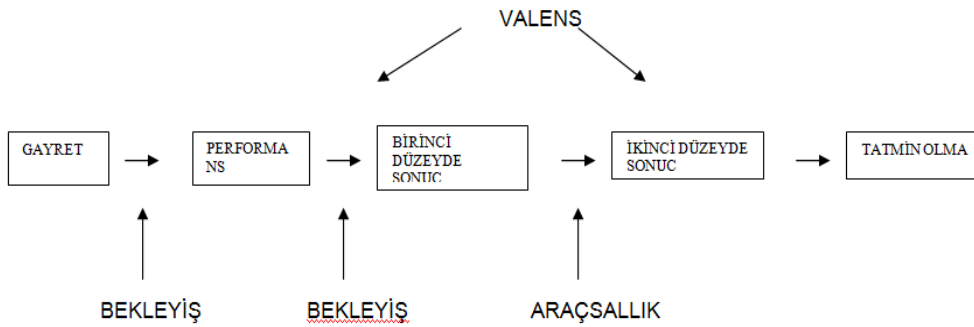 VALENS
GAYRET
PERFORMA
NS
BİRİNCİ
DÜZEYDE
SONUC
İKİNCİ DÜZEYDE
SONUC
TATMİN OLMA
BEKLEYİŞ
BEKLEYİŞ
ARAÇSALLIK